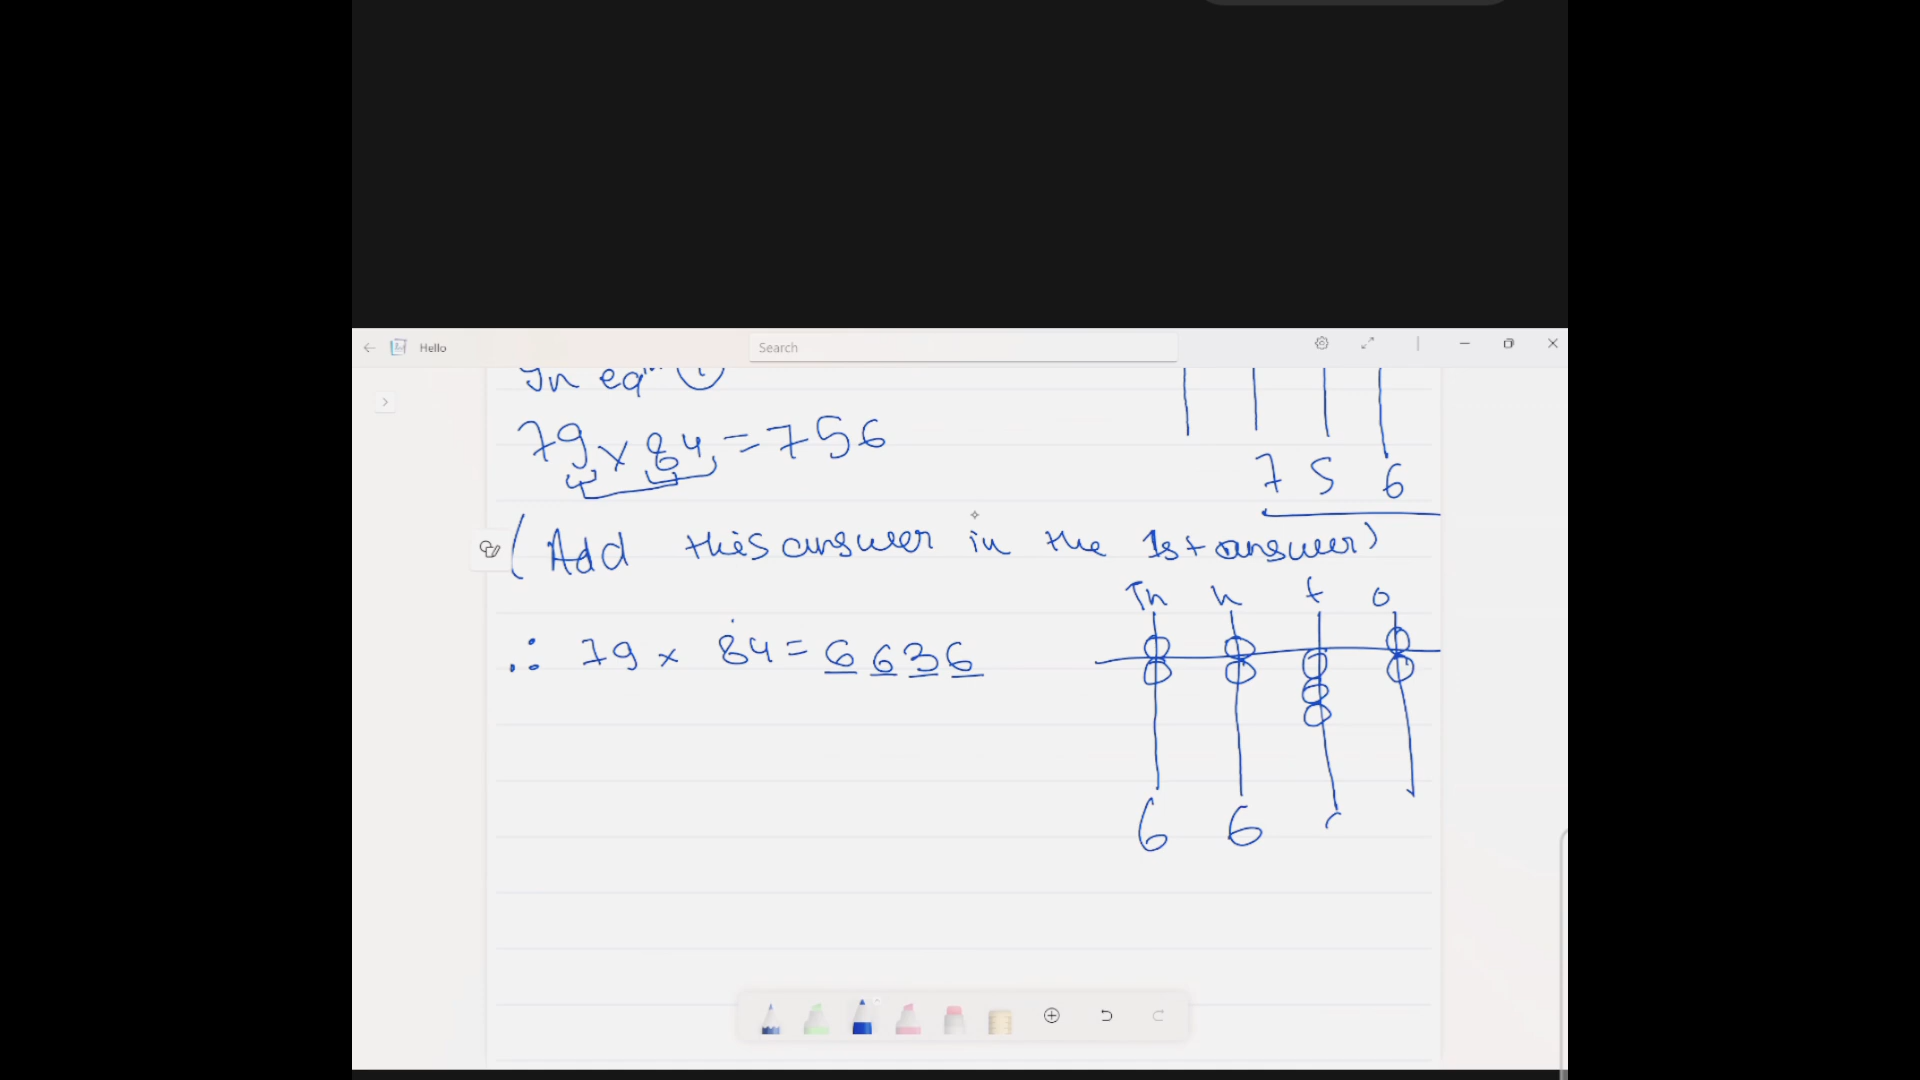 Hello
Search
In eqn (1)
79 x 84 = 756
7 5 6
(Add this answer in the 1st answer)
Th h t o
∴ 79 x 84 = 6636
6 6